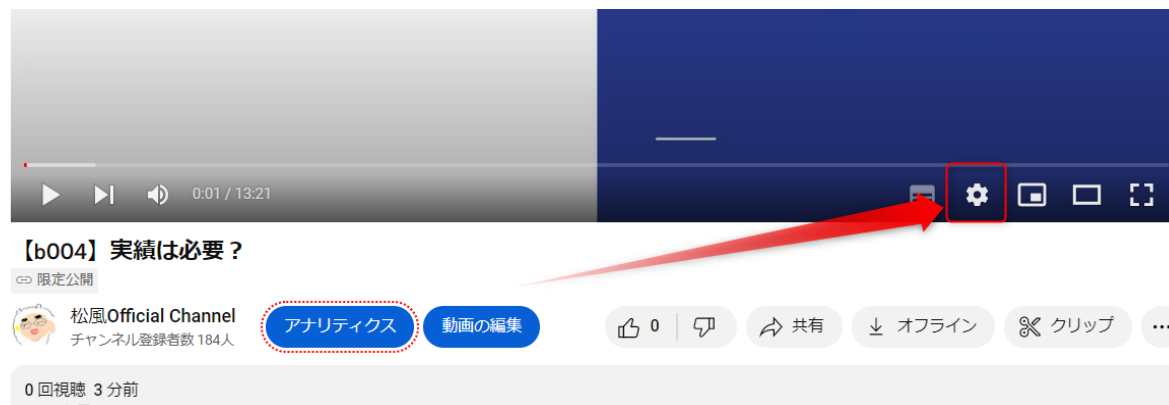 0:01 / 13:21
【b004】実績は必要？
限定公開
松風Official Channel
チャンネル登録者数 184人
アナリティクス
動画の編集
0
共有
オフライン
クリップ
0 回視聴 3 分前